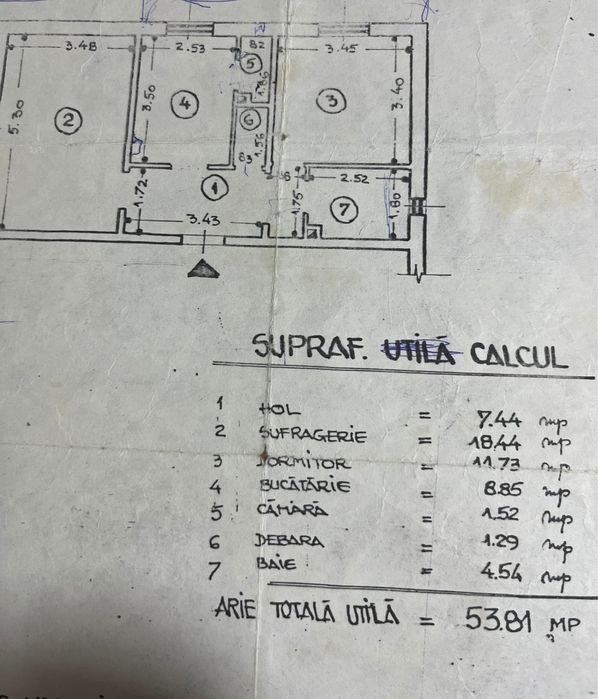 3.48
2.53
82
3.45
5.30
3.50
5
1.86
3.40
2
4
3
6
1.56
83
1
1.72
2.52
3.43
1.75
7
1.80
SUPRAF. UTILĂ CALCUL
1 HOL = 7.44 mp
2 SUFRAGERIE = 18.44 mp
3 DORMITOR = 11.73 mp
4 BUCĂTĂRIE = 8.85 mp
5 CĂMARĂ = 1.52 mp
6 DEBARA = 1.29 mp
7 BAIE = 4.54 mp
ARIE TOTALĂ UTILĂ = 53.81 MP